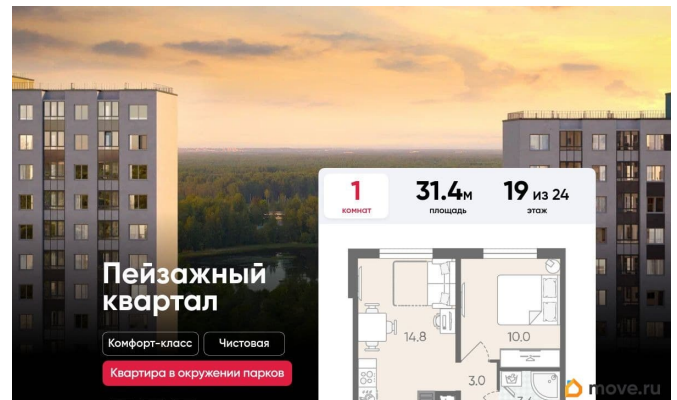 1
комнат
31.4м
площадь
19 из 24
этаж
Пейзажный
квартал
Комфорт-класс
Чистовая
Квартира в окружении парков
14.8
10.0
3.0
move.ru